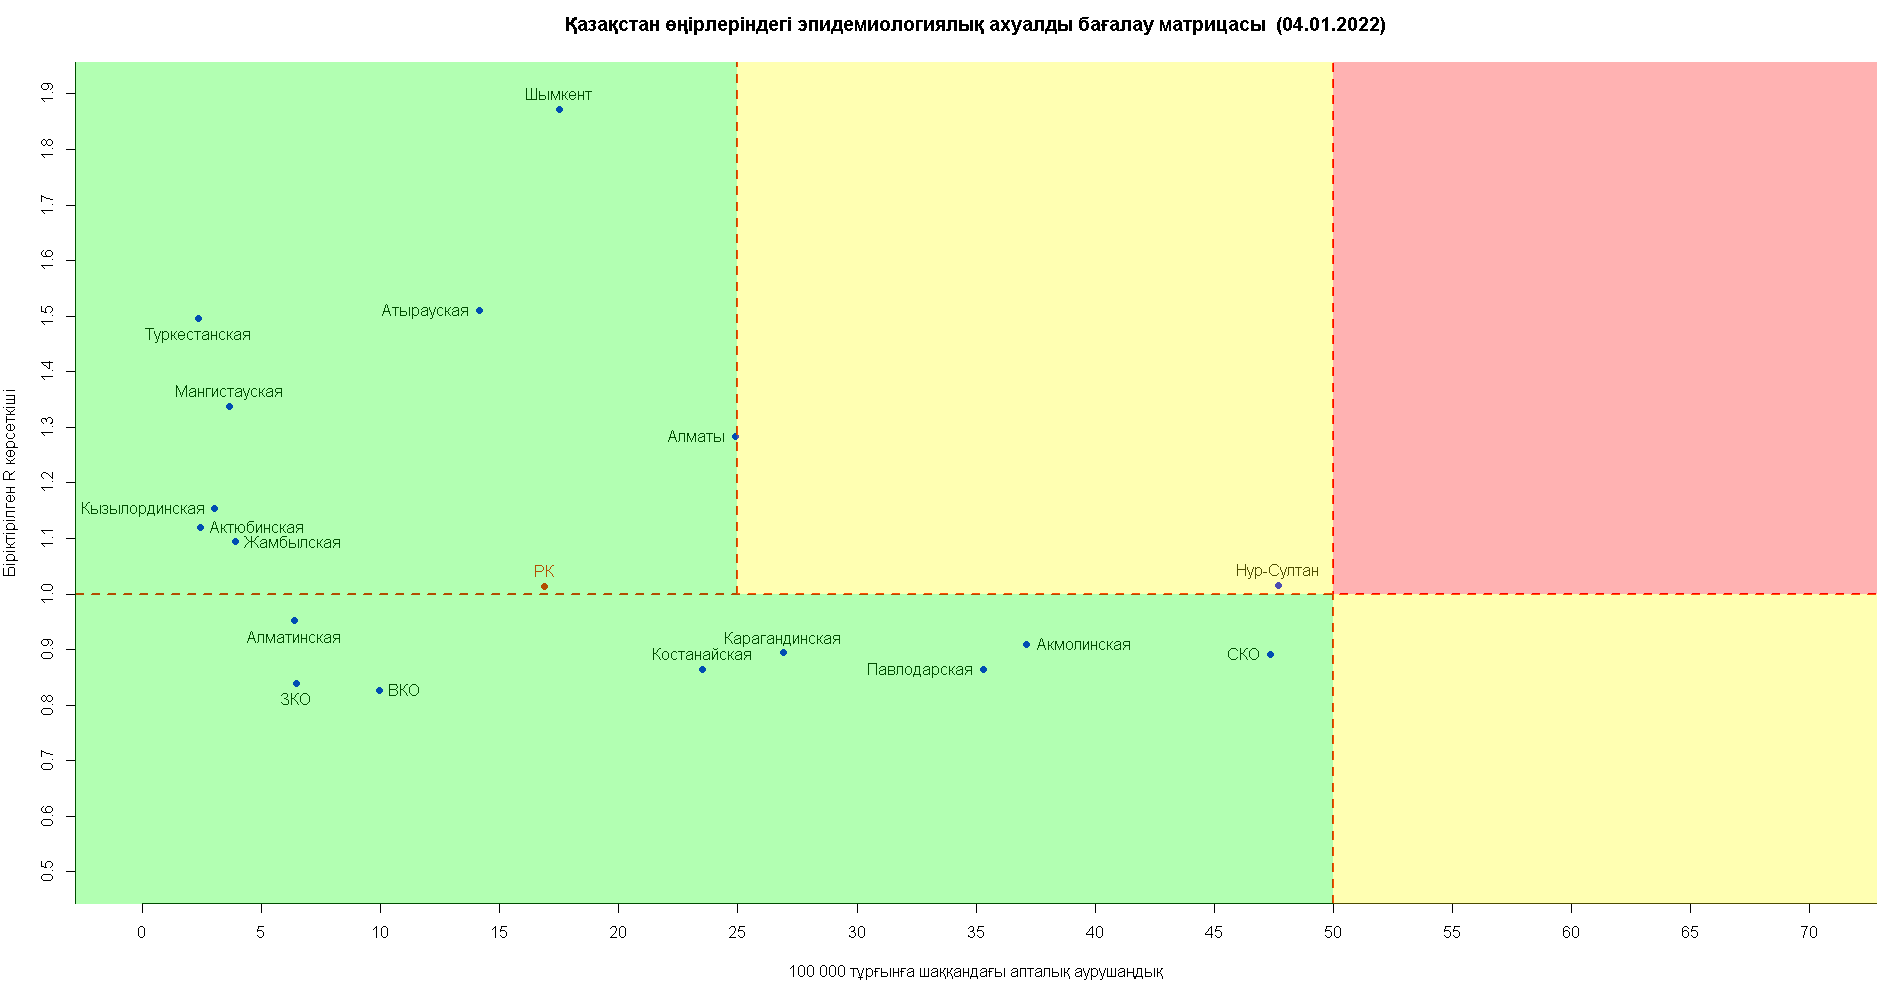 Қазақстан өңірлеріндегі эпидемиологиялық ахуалды бағалау матрицасы (04.01.2022)
Біріктірілген R көрсеткіші
1.9
1.8
1.7
1.6
1.5
1.4
1.3
1.2
1.1
1.0
0.9
0.8
0.7
0.6
0.5
Шымкент
Атырауская
Туркестанская
Мангистауская
Алматы
Кызылординская
Актюбинская
Жамбылская
РК
Нур-Султан
Алматинская
Карагандинская
Акмолинская
Костанайская
СКО
Павлодарская
ЗКО
ВКО
0 5 10 15 20 25 30 35 40 45 50 55 60 65 70
100 000 тұрғынға шаққандағы апталық аурушаңдық